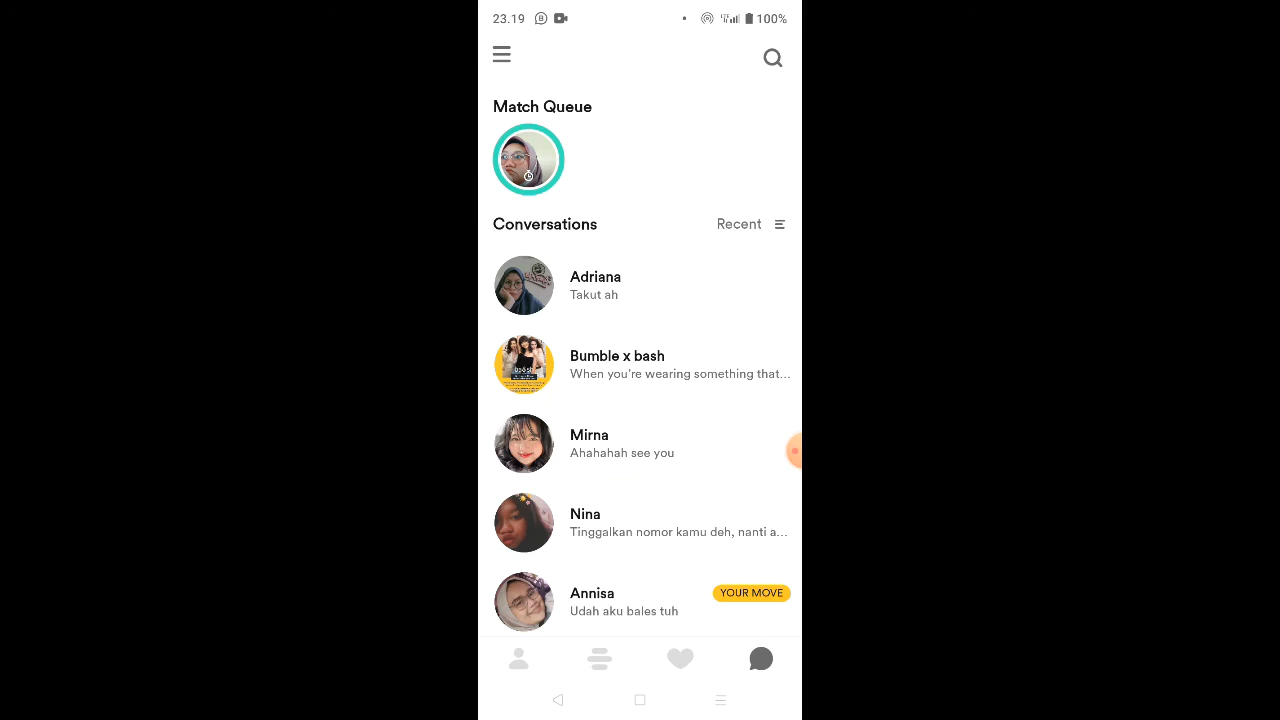 23.19
100%
Match Queue
Conversations
Recent
Adriana
Takut ah
Bumble x bash
When you're wearing something that...
Mirna
Ahahahah see you
Nina
Tinggalkan nomor kamu deh, nanti a...
Annisa
YOUR MOVE
Udah aku bales tuh